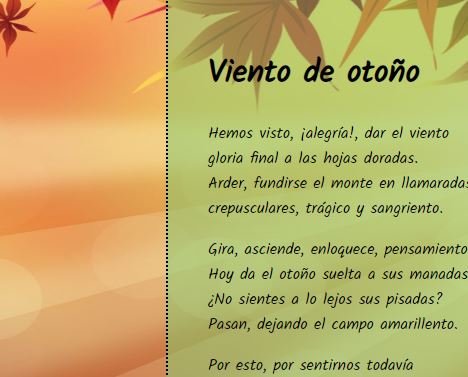 Viento de otoño
Hemos visto, ¡alegría!, dar el viento
gloria final a las hojas doradas.
Arder, fundirse el monte en llamaradas
crepusculares, trágico y sangriento.
Gira, asciende, enloquece, pensamiento
Hoy da el otoño suelta a sus manadas
¿No sientes a lo lejos sus pisadas?
Pasan, dejando el campo amarillento.
Por esto, por sentirnos todavía